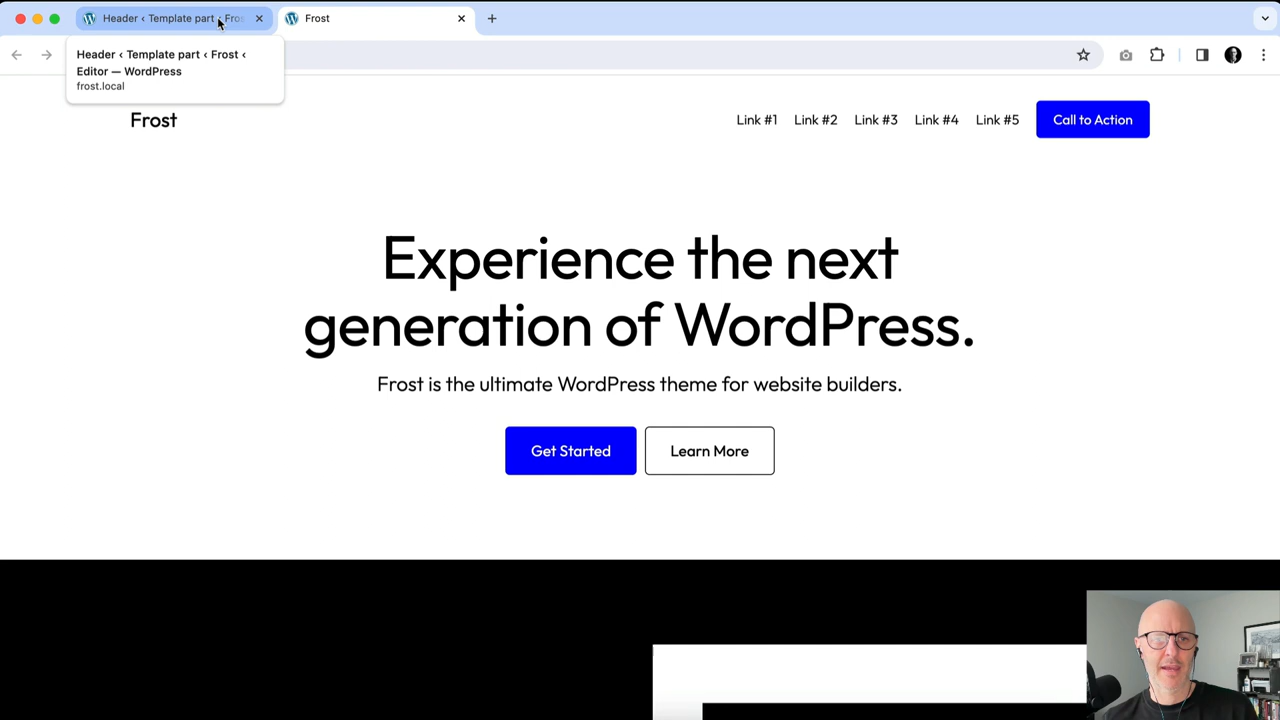 Header ‹ Template part ‹ Fros
Frost
Header ‹ Template part ‹ Frost ‹
Editor — WordPress
frost.local
Frost
Link #1 Link #2 Link #3 Link #4 Link #5 Call to Action
Experience the next
generation of WordPress.
Frost is the ultimate WordPress theme for website builders.
Get Started Learn More